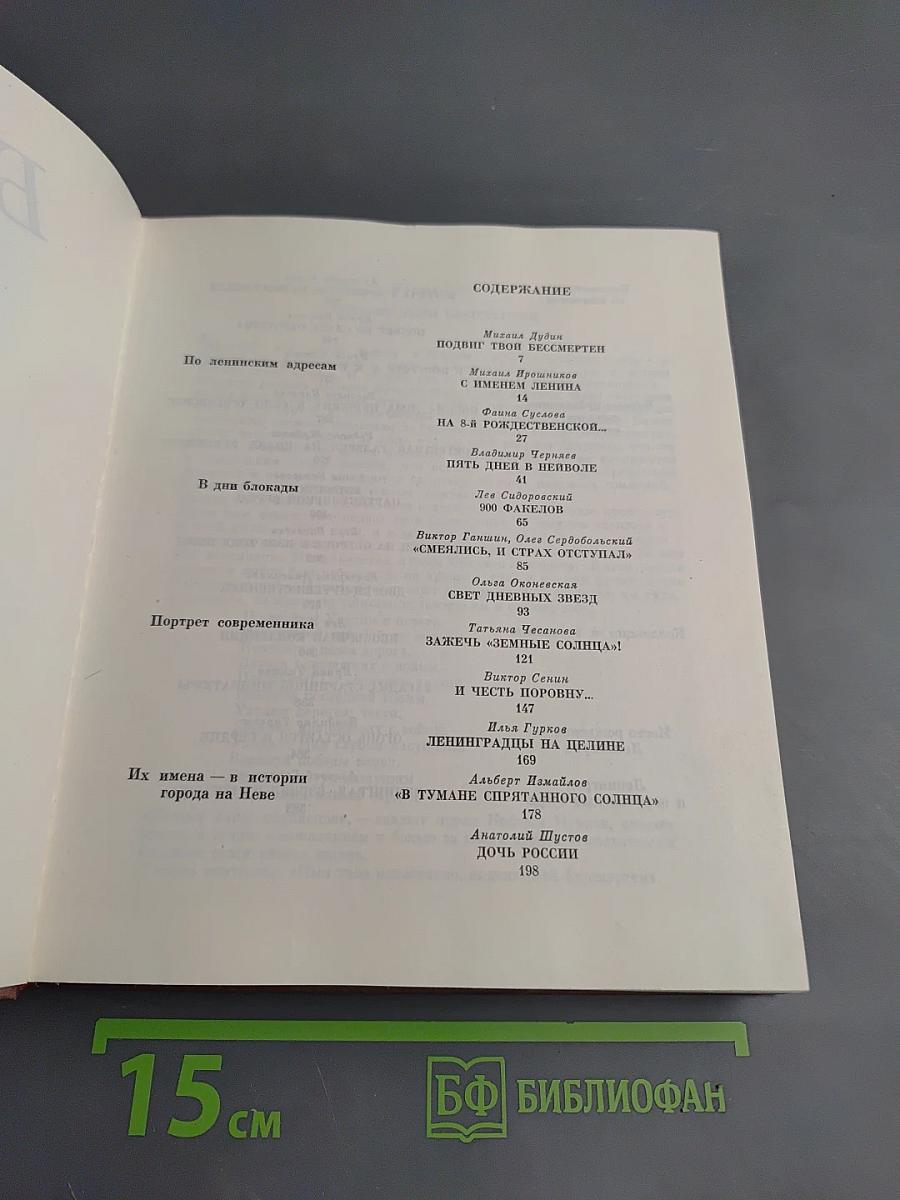 СОДЕРЖАНИЕ
Михаил Дудин
ПОДВИГ ТВОЙ БЕССМЕРТЕН
7
По ленинским адресам
Михаил Ирошников
С ИМЕНЕМ ЛЕНИНА
14
Фаина Суслова
НА 8-й РОЖДЕСТВЕНСКОЙ...
27
Владимир Черняев
ПЯТЬ ДНЕЙ В НЕЙВОЛЕ
41
В дни блокады
Лев Сидоровский
900 ФАКЕЛОВ
65
Виктор Ганшин, Олег Сердобольский
«СМЕЯЛИСЬ, И СТРАХ ОТСТУПАЛ»
85
Ольга Оконевская
СВЕТ ДНЕВНЫХ ЗВЕЗД
93
Портрет современника
Татьяна Чесанова
ЗАЖЕЧЬ «ЗЕМНЫЕ СОЛНЦА»!
121
Виктор Сенин
И ЧЕСТЬ ПОРОВНУ...
147
Илья Гурков
ЛЕНИНГРАДЦЫ НА ЦЕЛИНЕ
169
Их имена — в истории
города на Неве
Альберт Измайлов
«В ТУМАНЕ СПРЯТАННОГО СОЛНЦА»
178
Анатолий Шустов
ДОЧЬ РОССИИ
198
15 см
БФ БИБЛИОФАН